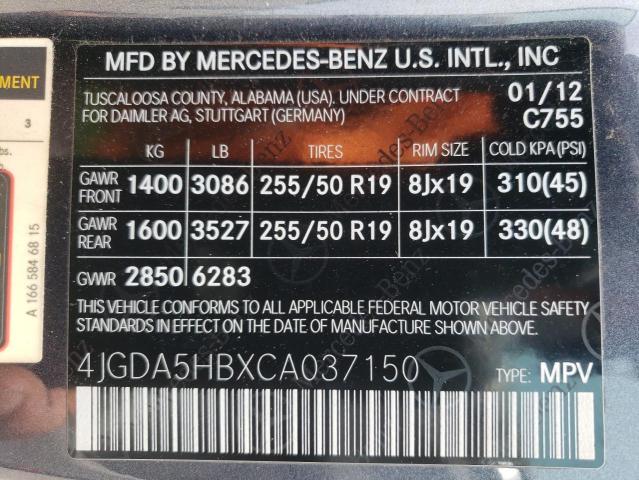 MFD BY MERCEDES-BENZ U.S. INTL., INC
TUSCALOOSA COUNTY, ALABAMA (USA). UNDER CONTRACT
FOR DAIMLER AG, STUTTGART (GERMANY)
01/12
C755
KG LB TIRES RIM SIZE COLD KPA (PSI)
GAWR FRONT 1400 3086 255/50 R19 8Jx19 310(45)
GAWR REAR 1600 3527 255/50 R19 8Jx19 330(48)
GVWR 2850 6283
THIS VEHICLE CONFORMS TO ALL APPLICABLE FEDERAL MOTOR VEHICLE SAFETY
STANDARDS IN EFFECT ON THE DATE OF MANUFACTURE SHOWN ABOVE.
4JGDA5HBXCA037150 TYPE: MPV
3
A 166 584 68 15
Mercedes-Benz